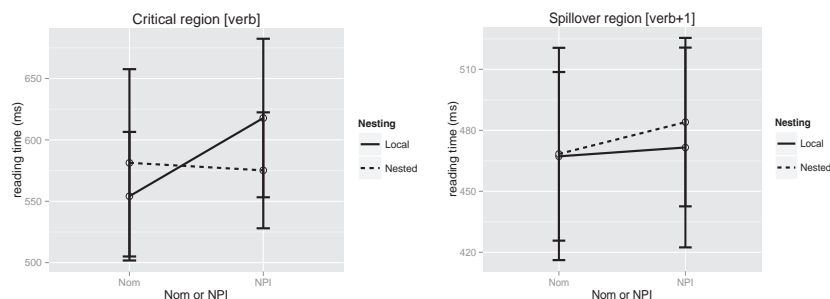 Critical region [verb]
reading time (ms)
650
600
550
500
Nom
NPI
Nom or NPI
Nesting
Local
Nested
Spillover region [verb+1]
reading time (ms)
510
480
450
420
Nom
NPI
Nom or NPI
Nesting
Local
Nested